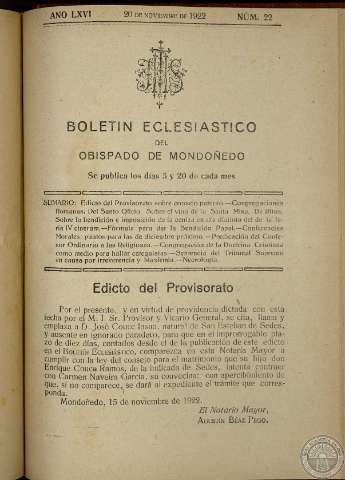 AÑO LXVI 20 DE NOVIEMBRE DE 1922 NÚM. 22
BOLETIN ECLESIASTICO
DEL
OBISPADO DE MONDOÑEDO
Se publica los días 5 y 20 de cada mes
SUMARIO: Edicto del Provisorato sobre consejo paterno.—Congregaciones
Romanas. Del Santo Oficio. Sobre el vino de la Santa Misa. De Ritos.
Sobre la bendición e imposición de la ceniza en día distinto del de la fe-
ria IV cinerum.—Fórmula para dar la Bendición Papal.—Conferencias
Morales: puntos para las de diciembre próximo.—Predicación del Confe-
sor Ordinario a las Religiosas.—Congregación de la Doctrina Cristiana
como medio para hallar catequistas.—Sentencia del Tribunal Supremo
en causa por irreverencia y blasfemia.—Necrología.
Edicto del Provisorato
Por el presente, y en virtud de providencia dictada con esta
fecha por el M. I. Sr. Provisor y Vicario General, se cita, llama y
emplaza a D. José Couce natural de San Esteban de Sedes,
y ausente en ignorado paradero, para que en el improrrogable pla-
zo de diez días, contados desde el de la publicación de este edicto
en el BOLETÍN ECLESIÁSTICO, comparezca en esta Notaría Mayor a
cumplir con la ley del consejo para el matrimonio que su hijo don
Enrique Couce Ramos, de la indicada de Sedes, intenta contraer
con Carmen Naveira García, su convecina; con apercibimiento de
que, si no comparece, se dará al expediente el trámite que corres-
ponda.
Mondoñedo, 15 de noviembre de 1922.
El Notario Mayor,